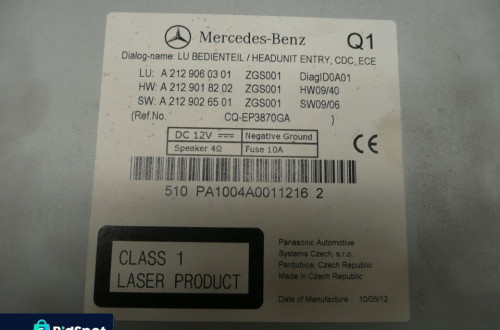 Mercedes-Benz Q1
Dialog-name: LU BEDIENTEIL / HEADUNIT ENTRY, CDC, ECE
LU: A 212 906 03 01 ZGS001 DiagID0A01
HW: A 212 901 82 02 ZGS001 HW09/40
SW: A 212 902 65 01 ZGS001 SW09/06
(Ref.No. CQ-EP3870GA )
DC 12V Negative Ground
Speaker 4Ω Fuse 10A
CE
510 PA1004A0011216 2
CLASS 1
LASER PRODUCT
Panasonic Automotive
Systems Czech, s.r.o.
Pardubice, Czech Republic
Made in Czech Republic
Date of Manufacture 10/05/12
BidSpot